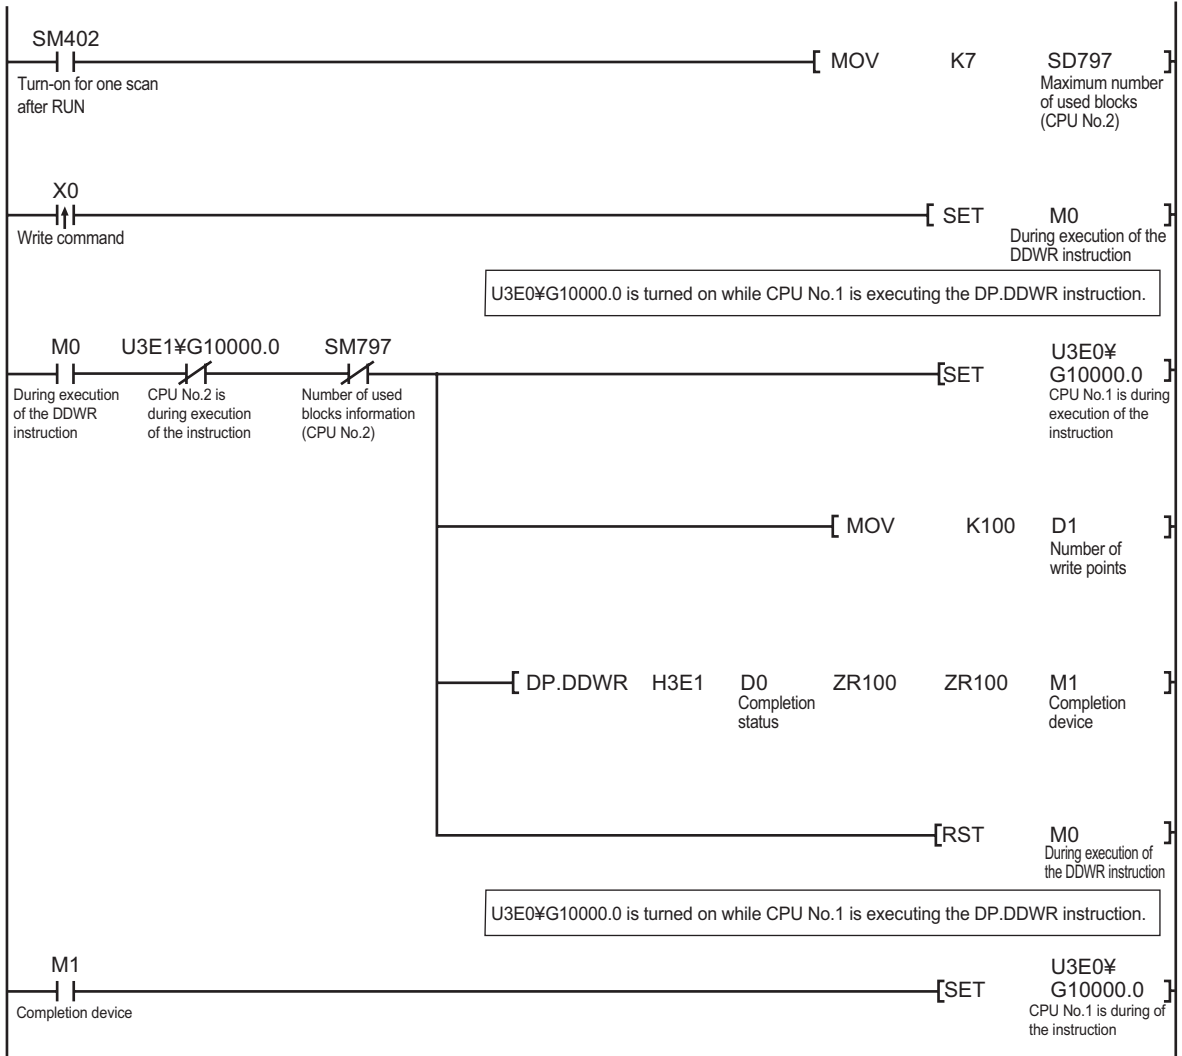 SM402
MOV K7 SD797
Turn-on for one scan
after RUN
Maximum number
of used blocks
(CPU No.2)
X0
SET M0
Write command
During execution of the
DDWR instruction
U3E0¥G10000.0 is turned on while CPU No.1 is executing the DP.DDWR instruction.
M0 U3E1¥G10000.0 SM797
U3E0¥
SET G10000.0
During execution
of the DDWR
instruction
CPU No.2 is
during execution
of the instruction
Number of used
blocks information
(CPU No.2)
CPU No.1 is during
execution of the
instruction
MOV K100 D1
Number of
write points
DP.DDWR H3E1 D0 ZR100 ZR100 M1
Completion
status
Completion
device
RST M0
During execution of
the DDWR instruction
U3E0¥G10000.0 is turned on while CPU No.1 is executing the DP.DDWR instruction.
M1
U3E0¥
SET G10000.0
Completion device
CPU No.1 is during of
the instruction